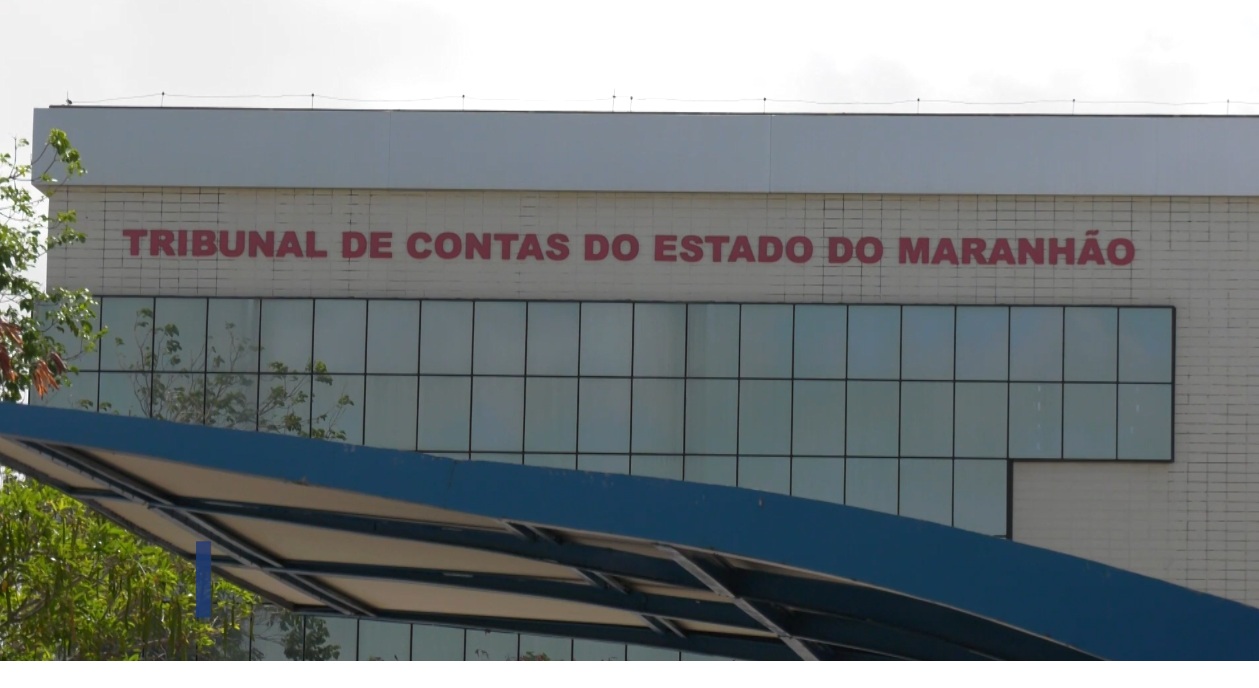 TRIBUNAL DE CONTAS DO ESTADO DO MARANHÃO